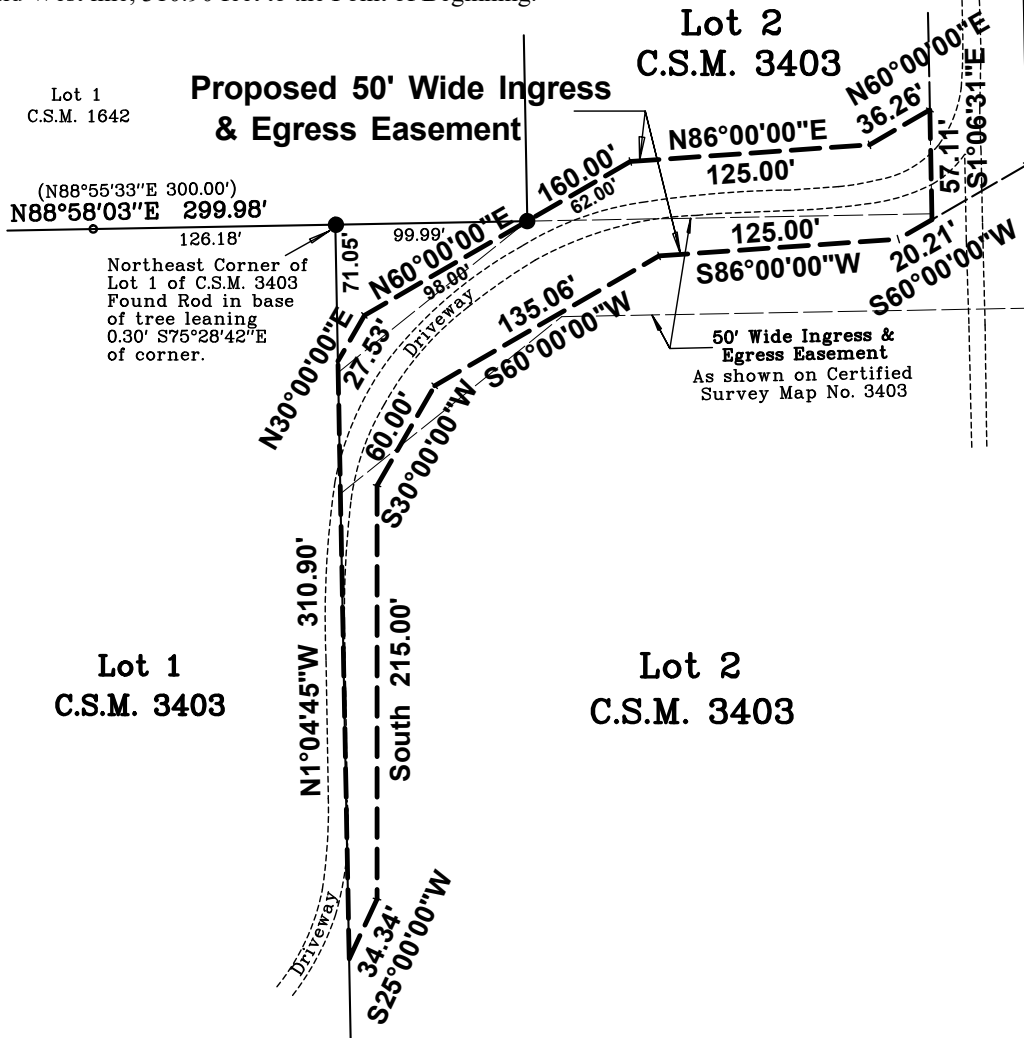 Lot 2
C.S.M. 3403
Proposed 50' Wide Ingress
& Egress Easement
Lot 1
C.S.M. 1642
N60°00'00"E
36.26'
S1°06'31"E
57.11'
N86°00'00"E
125.00'
160.00'
62.00'
(N88°55'33"E 300.00')
N88°58'03"E 299.98'
126.18'
99.99'
71.05'
N60°00'00"E
98.00'
Driveway
125.00'
S86°00'00"W
20.21'
S60°00'00"W
Northeast Corner of
Lot 1 of C.S.M. 3403
Found Rod in base
of tree leaning
0.30' S75°28'42"E
of corner.
N30°00'00"E
27.53'
135.06'
S60°00'00"W
50' Wide Ingress &
Egress Easement
As shown on Certified
Survey Map No. 3403
60.00'
S30°00'00"W
N1°04'45"W 310.90'
South 215.00'
Lot 1
C.S.M. 3403
Lot 2
C.S.M. 3403
Driveway
34.34'
S25°00'00"W